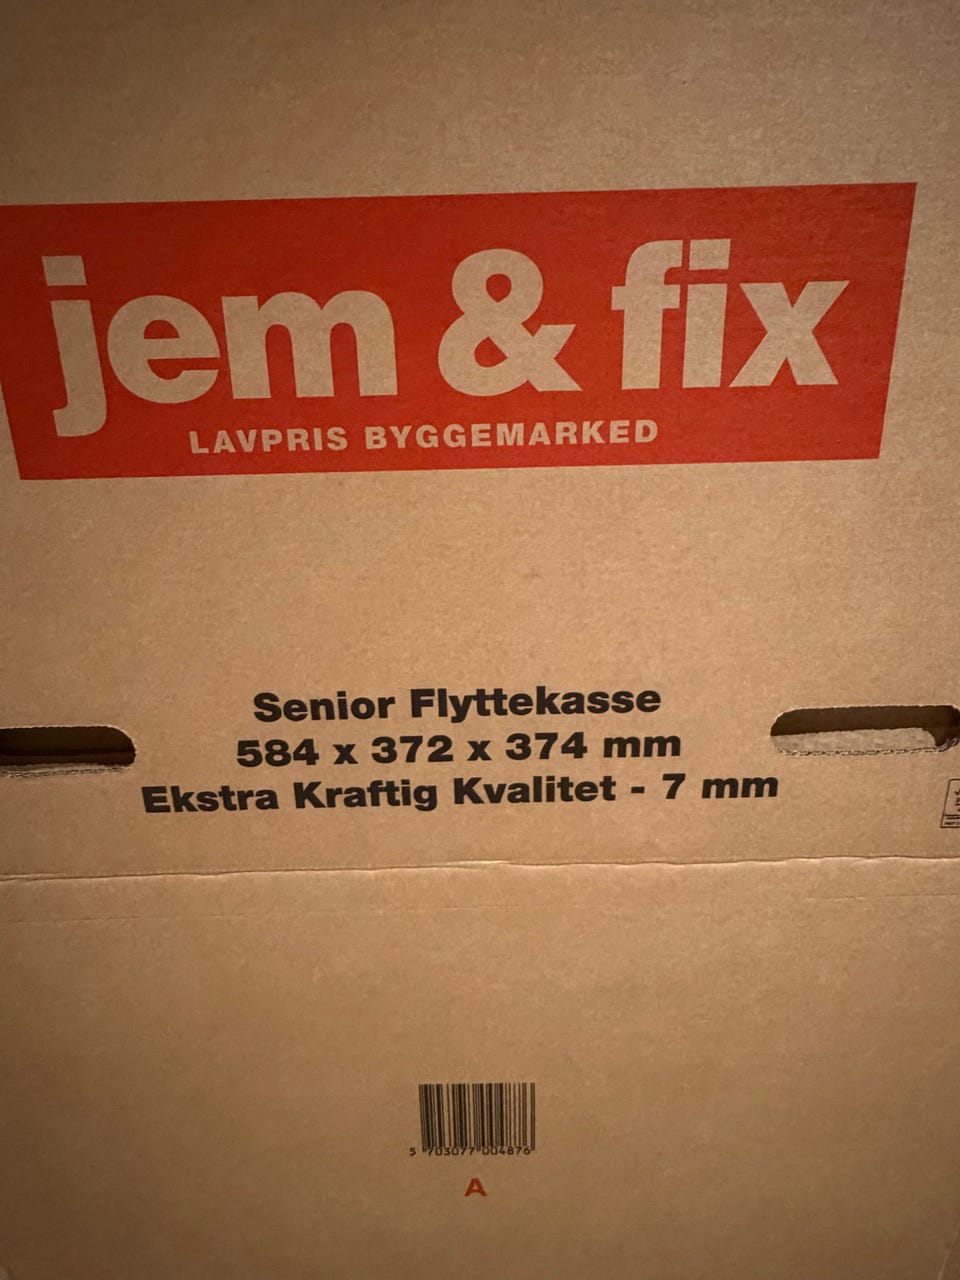 jem & fix
LAVPRIS BYGGEMARKED
Senior Flyttekasse
584 x 372 x 374 mm
Ekstra Kraftig Kvalitet - 7 mm
5 703077 004876
A